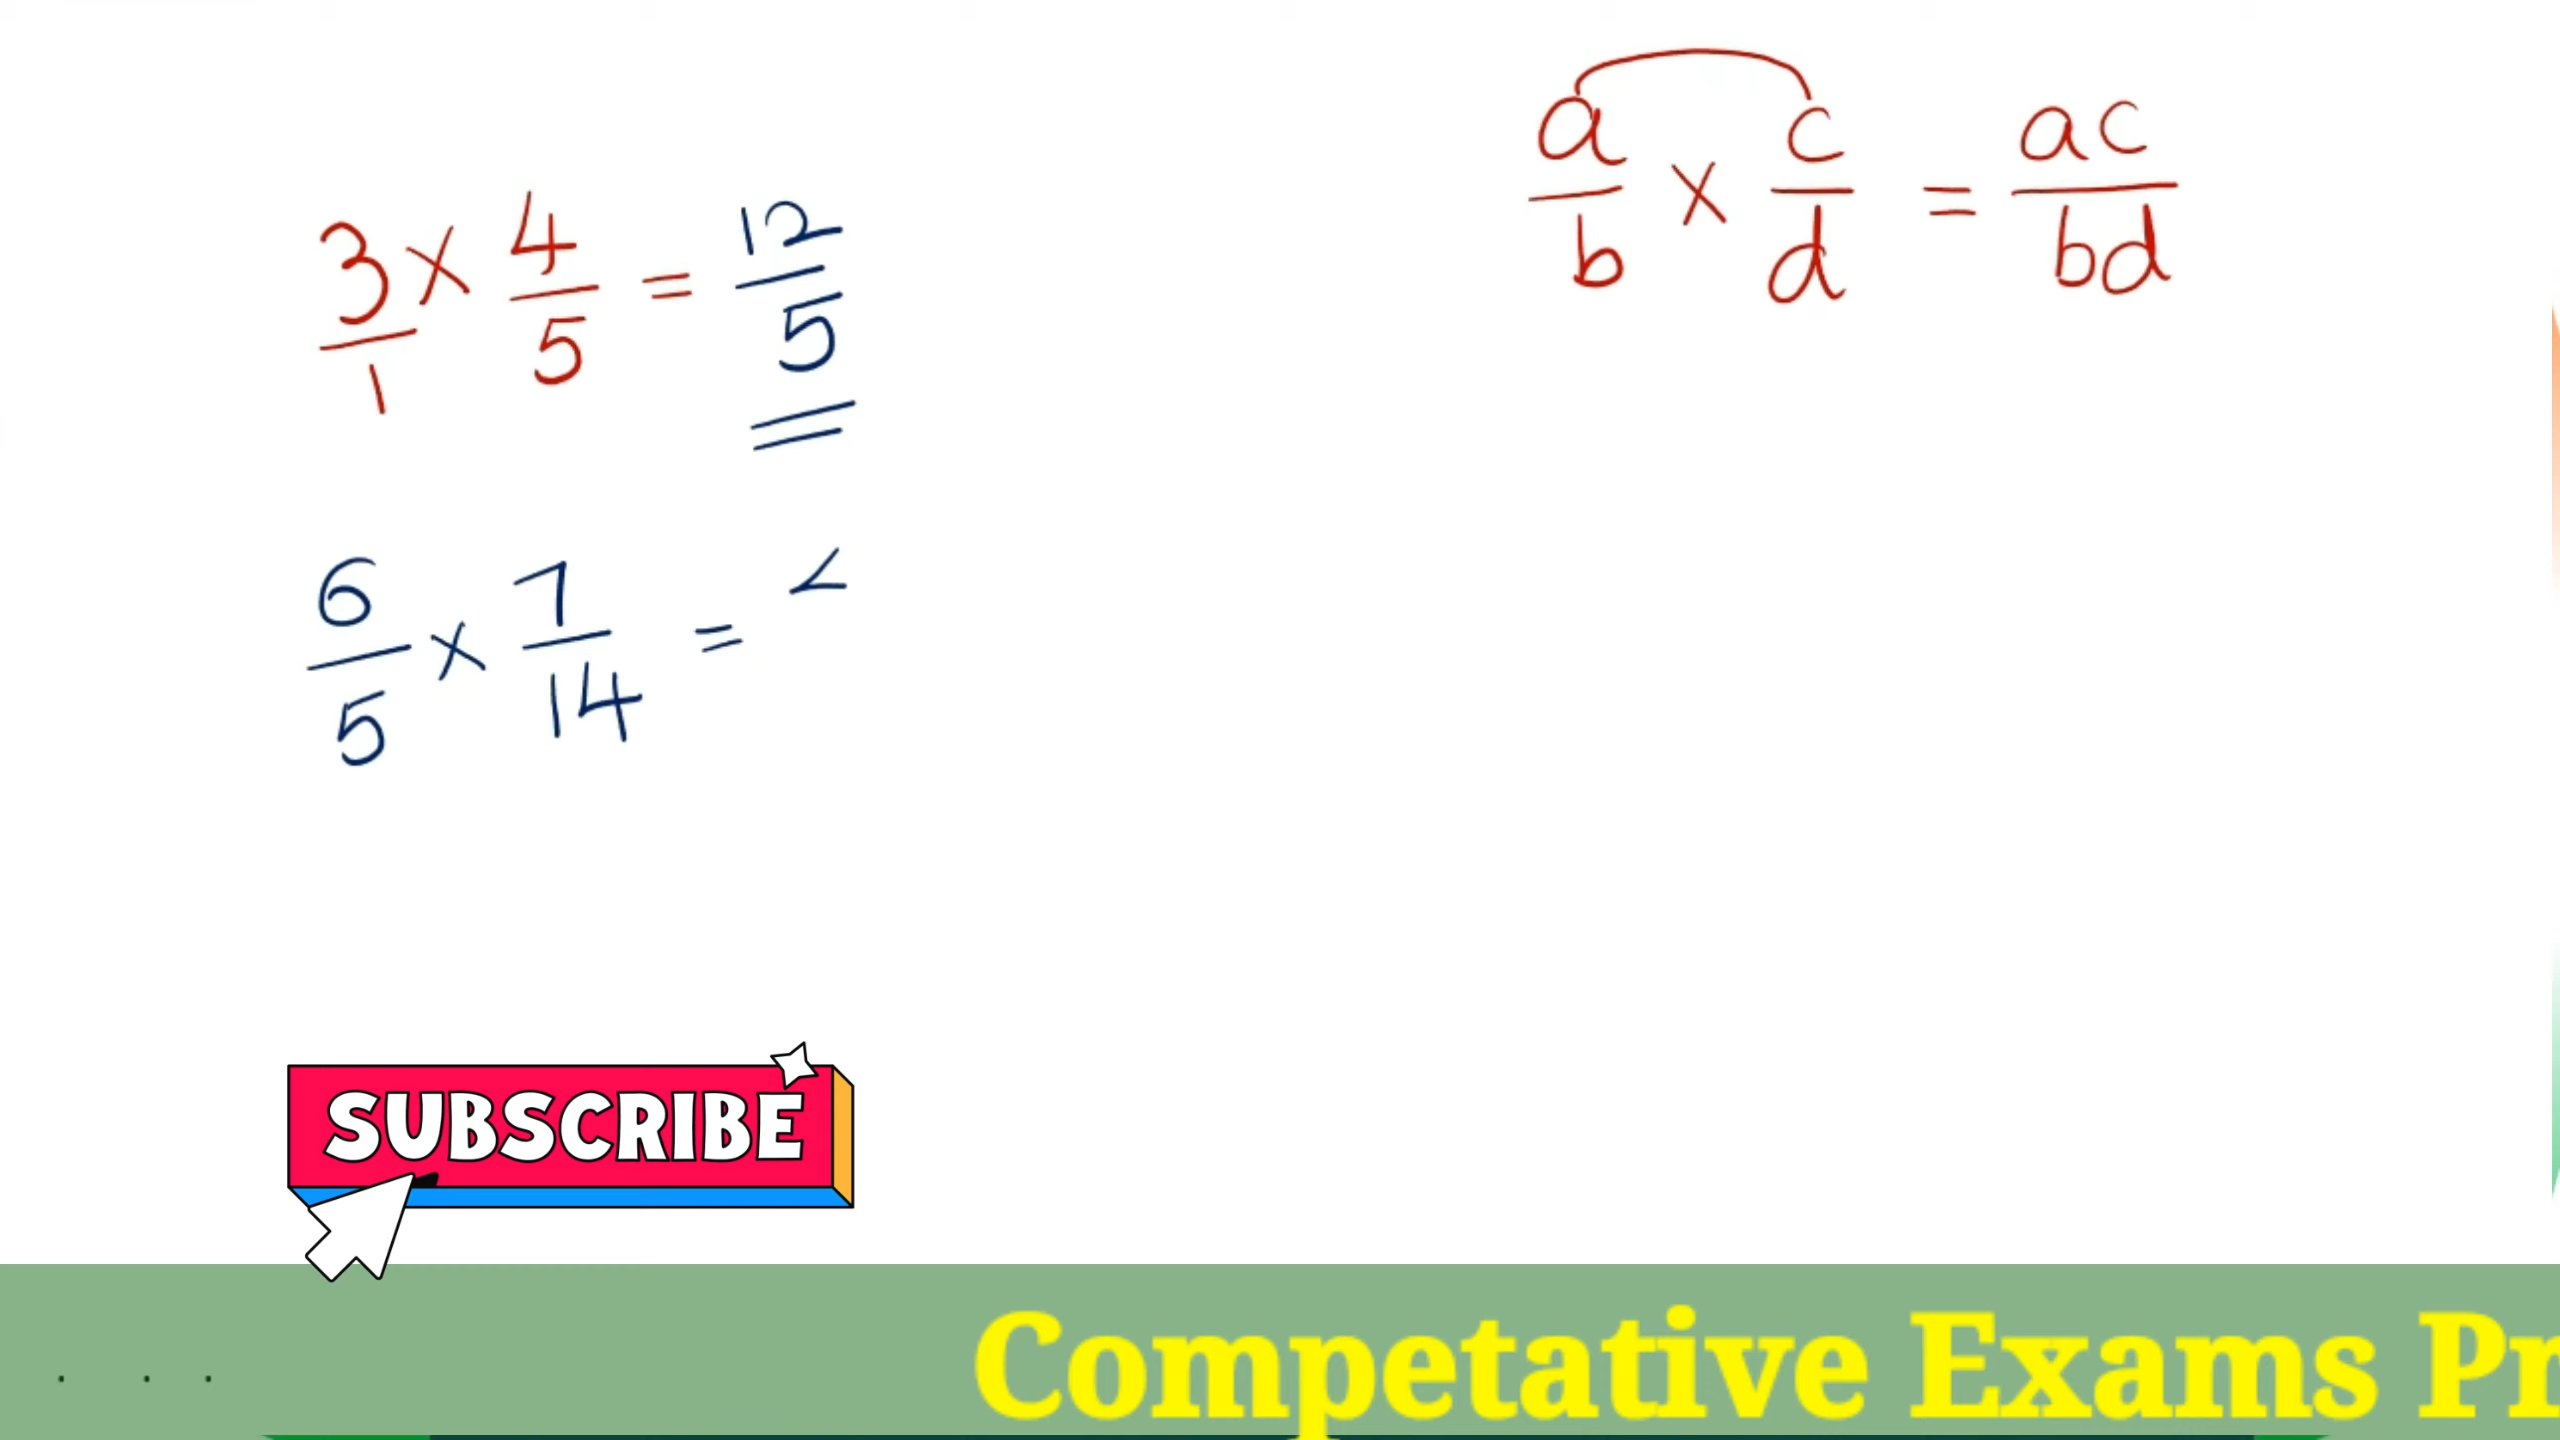 a/b × c/d = ac/bd
3/1 × 4/5 = 12/5
6/5 × 7/14 =
SUBSCRIBE
. . .
Competative Exams Pr